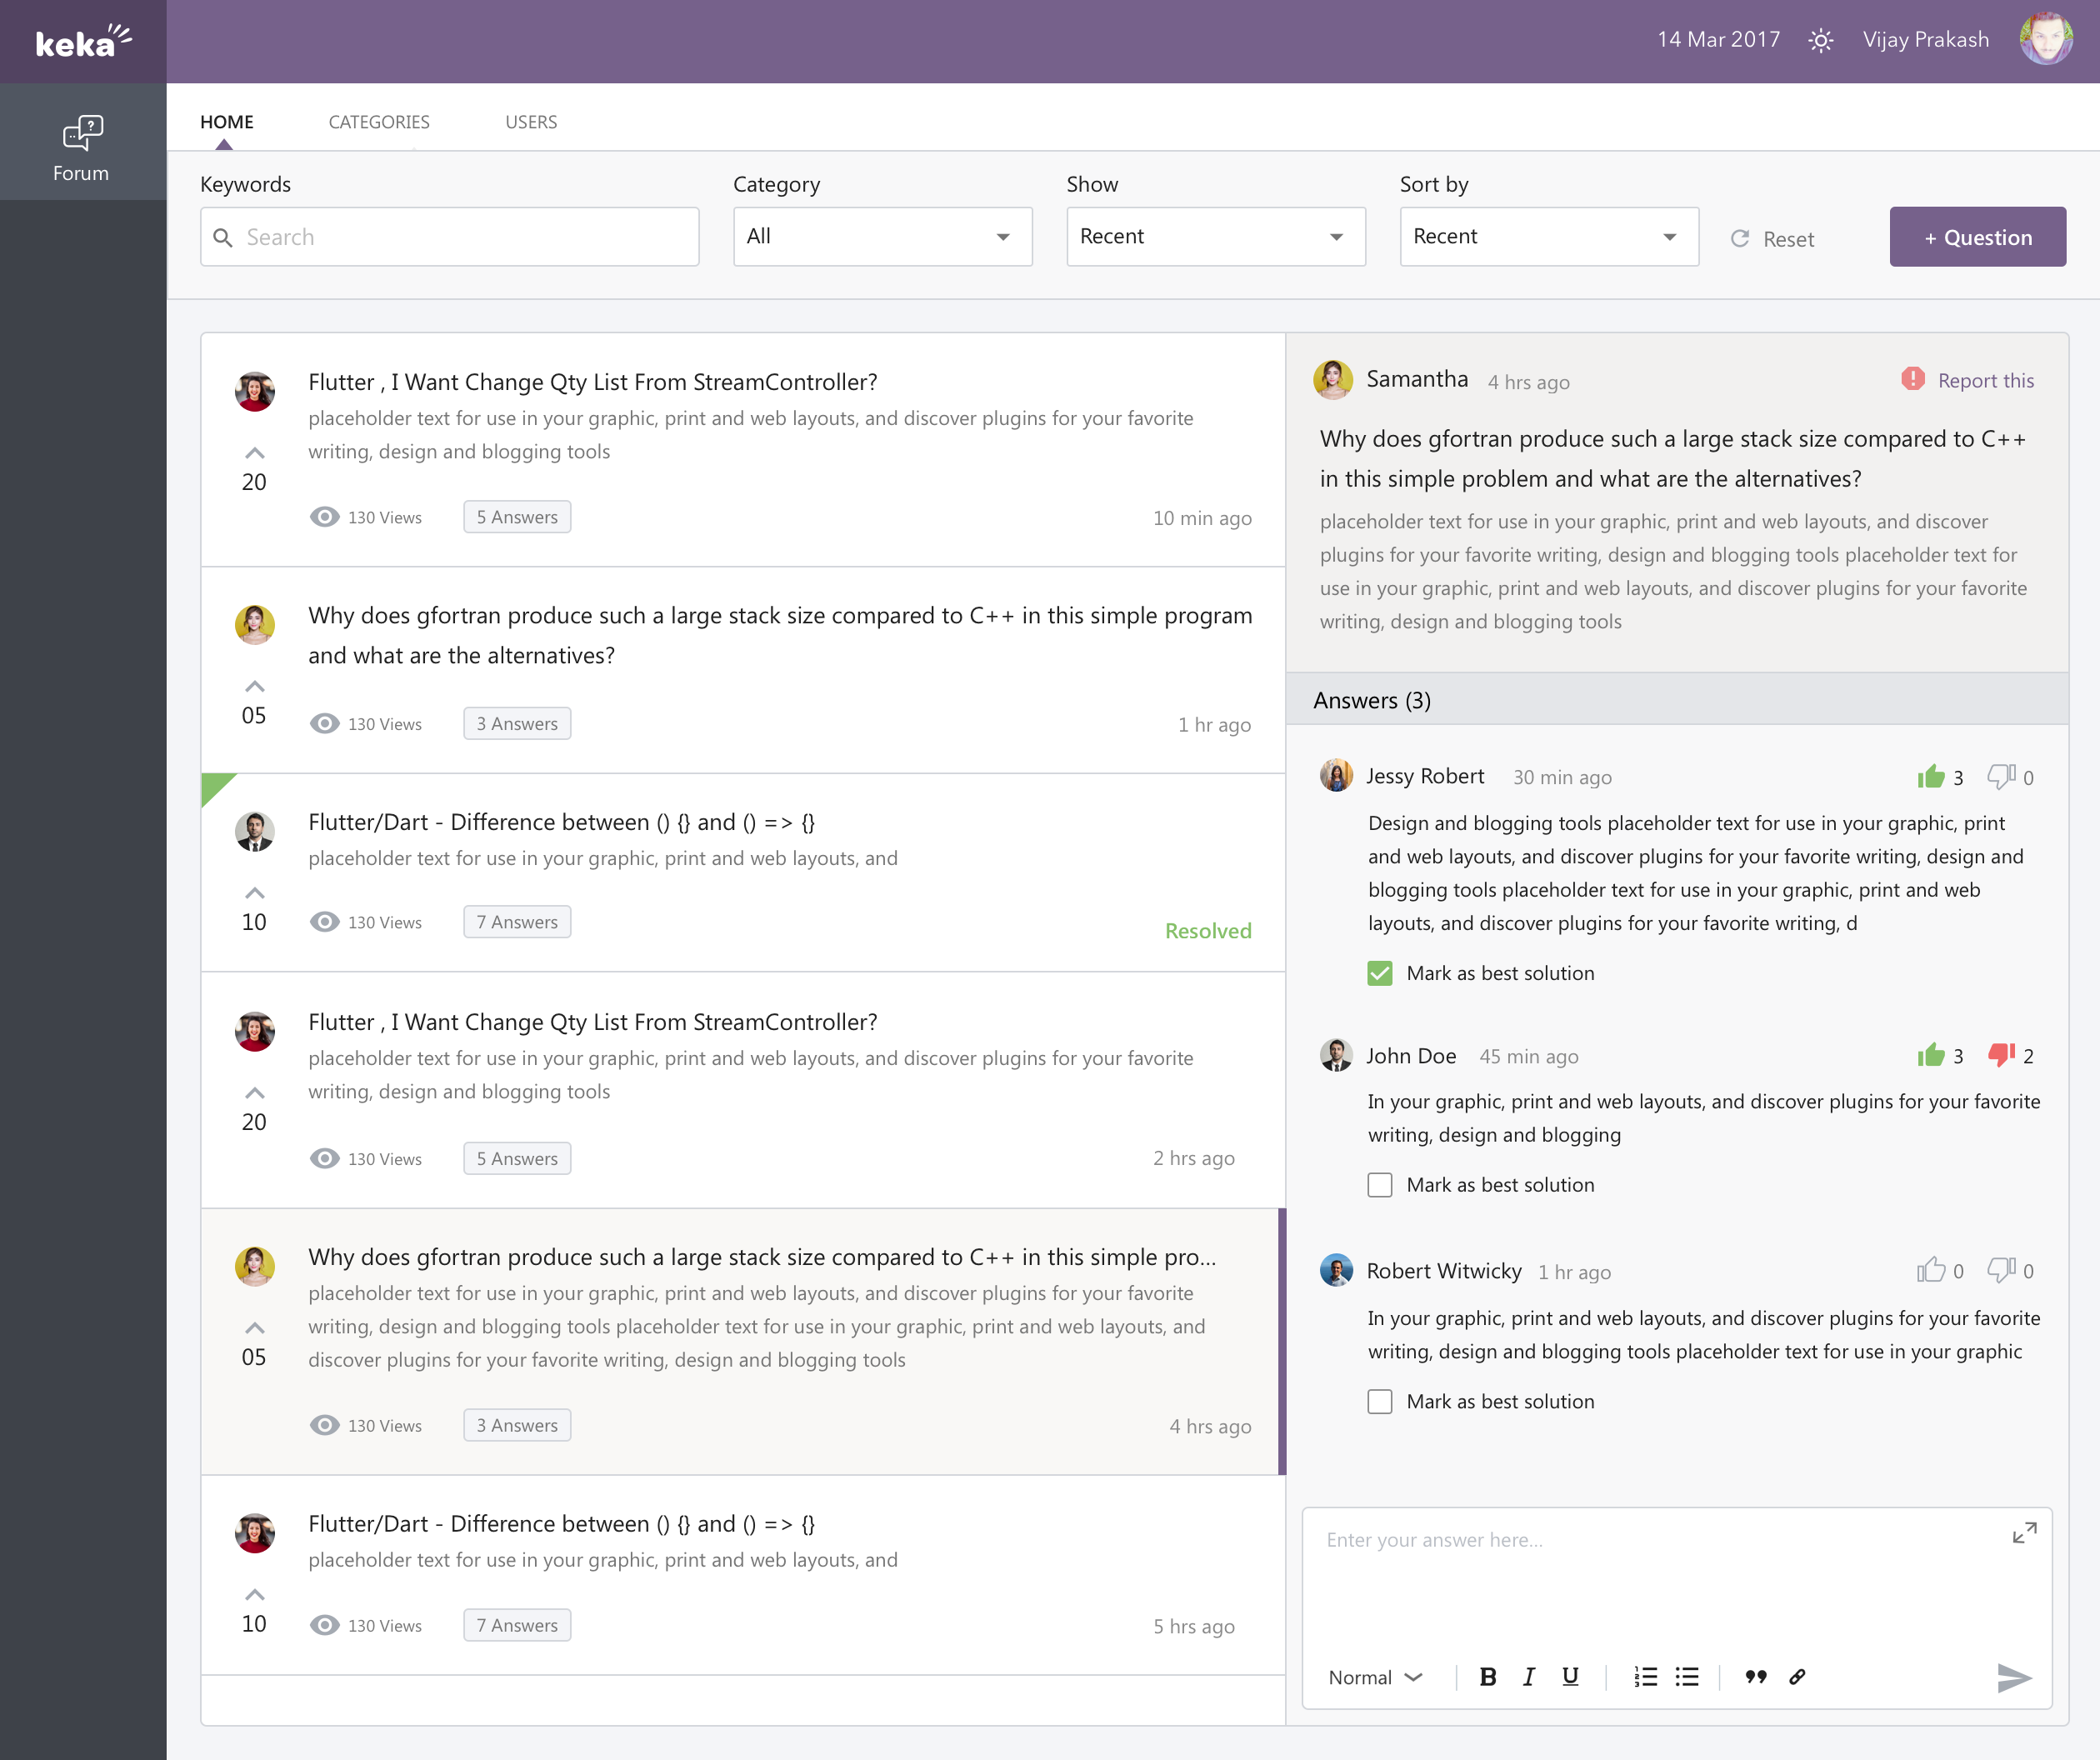 keka
14 Mar 2017
Vijay Prakash
Forum
HOME
CATEGORIES
USERS
Keywords
Search
Category
All
Show
Recent
Sort by
Recent
Reset
+ Question
Flutter , I Want Change Qty List From StreamController?
placeholder text for use in your graphic, print and web layouts, and discover plugins for your favorite
writing, design and blogging tools
20
130 Views
5 Answers
10 min ago
Why does gfortran produce such a large stack size compared to C++ in this simple program
and what are the alternatives?
05
130 Views
3 Answers
1 hr ago
Flutter/Dart - Difference between () {} and () => {}
placeholder text for use in your graphic, print and web layouts, and
10
130 Views
7 Answers
Resolved
Flutter , I Want Change Qty List From StreamController?
placeholder text for use in your graphic, print and web layouts, and discover plugins for your favorite
writing, design and blogging tools
20
130 Views
5 Answers
2 hrs ago
Why does gfortran produce such a large stack size compared to C++ in this simple pro...
placeholder text for use in your graphic, print and web layouts, and discover plugins for your favorite
writing, design and blogging tools placeholder text for use in your graphic, print and web layouts, and
discover plugins for your favorite writing, design and blogging tools
05
130 Views
3 Answers
4 hrs ago
Flutter/Dart - Difference between () {} and () => {}
placeholder text for use in your graphic, print and web layouts, and
10
130 Views
7 Answers
5 hrs ago
Samantha
4 hrs ago
Report this
Why does gfortran produce such a large stack size compared to C++
in this simple problem and what are the alternatives?
placeholder text for use in your graphic, print and web layouts, and discover
plugins for your favorite writing, design and blogging tools placeholder text for
use in your graphic, print and web layouts, and discover plugins for your favorite
writing, design and blogging tools
Answers (3)
Jessy Robert
30 min ago
3
0
Design and blogging tools placeholder text for use in your graphic, print
and web layouts, and discover plugins for your favorite writing, design and
blogging tools placeholder text for use in your graphic, print and web
layouts, and discover plugins for your favorite writing, d
Mark as best solution
John Doe
45 min ago
3
2
In your graphic, print and web layouts, and discover plugins for your favorite
writing, design and blogging
Mark as best solution
Robert Witwicky
1 hr ago
0
0
In your graphic, print and web layouts, and discover plugins for your favorite
writing, design and blogging tools placeholder text for use in your graphic
Mark as best solution
Enter your answer here...
Normal
B I U